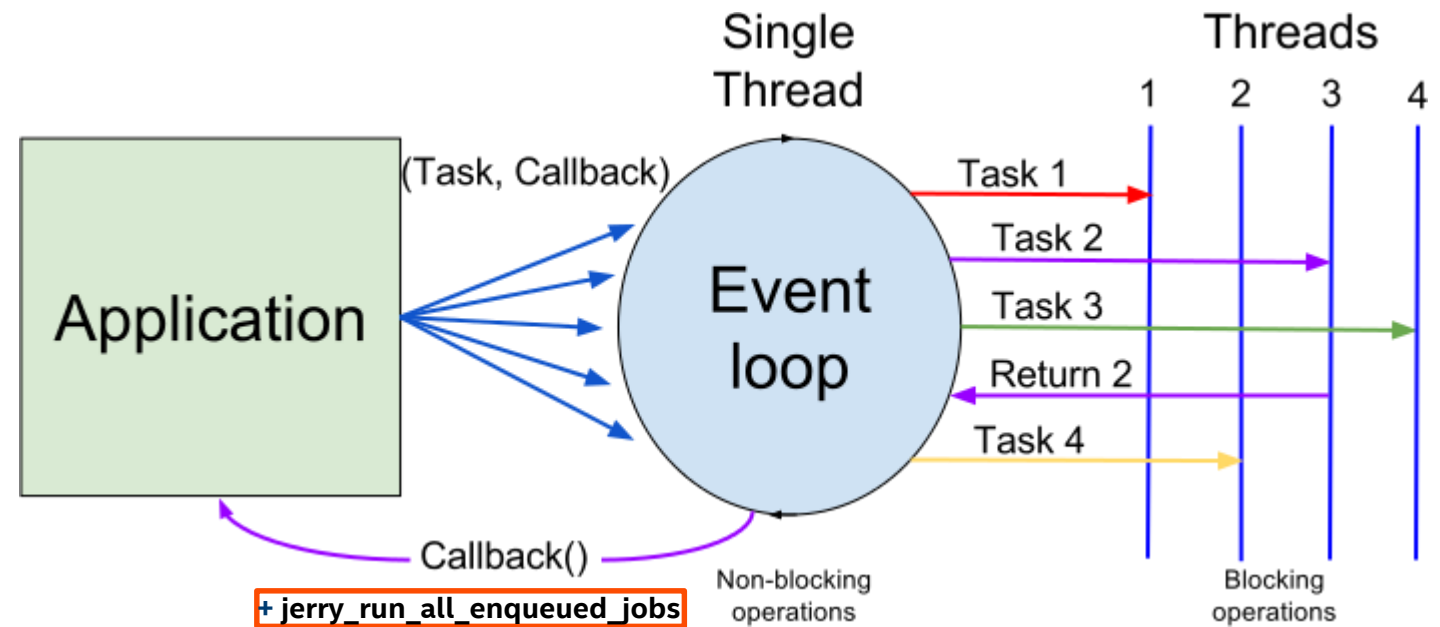 Single
Thread
Threads
1 2 3 4
(Task, Callback)
Task 1
Task 2
Application
Event
loop
Task 3
Return 2
Task 4
Callback()
+ jerry_run_all_enqueued_jobs
Non-blocking
operations
Blocking
operations